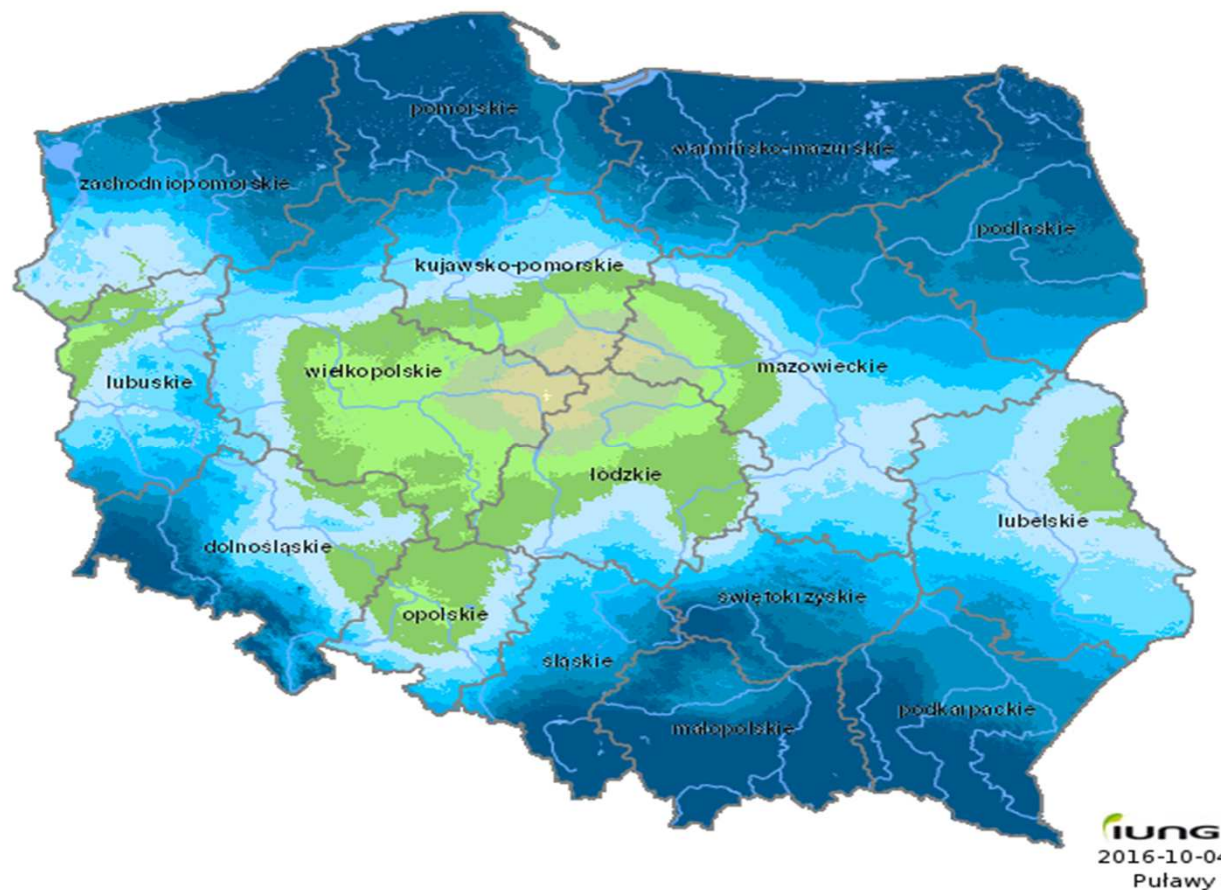 pomorskie
warmińsko-mazurskie
zachodniopomorskie
podlaskie
kujawsko-pomorskie
wielkopolskie
mazowieckie
lubuskie
łódzkie
lubelskie
dolnośląskie
świętokrzyskie
opolskie
śląskie
podkarpackie
małopolskie
iung
2016-10-04
Puławy